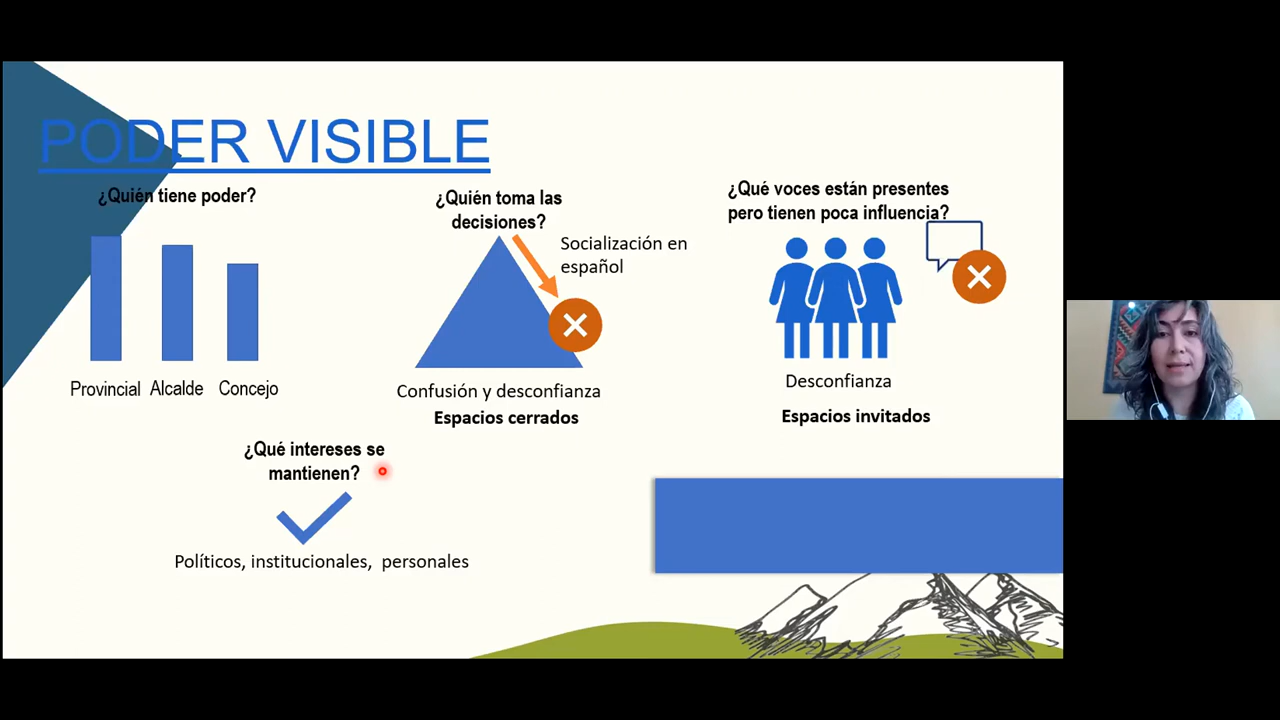 PODER VISIBLE
¿Quién tiene poder?
Provincial Alcalde Concejo
¿Quién toma las
decisiones?
Socialización en
español
Confusión y desconfianza
Espacios cerrados
¿Qué voces están presentes
pero tienen poca influencia?
Desconfianza
Espacios invitados
¿Qué intereses se
mantienen?
Políticos, institucionales, personales